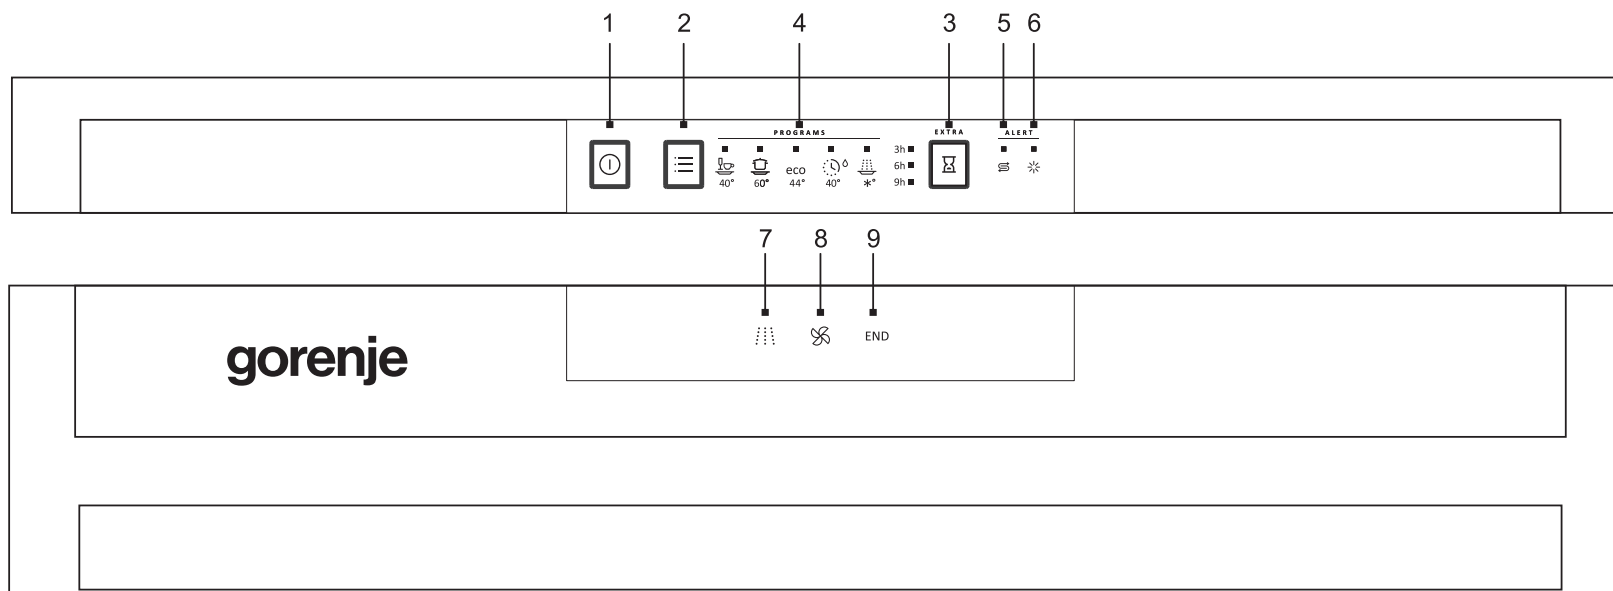 1 2 4 3 5 6
PROGRAMS EXTRA ALERT
3h
6h
eco
9h
40° 60° 44° 40° *°
7 8 9
END
gorenje